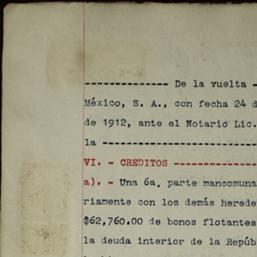 -------------- De la vuelta -
México, S. A., con fecha 24 d
de 1912, ante el Notario Lic.
la --------------------------
VI. - CREDITOS --------------
a). - Una 6a. parte mancomuna
riamente con los demás herede
$62,760.00 de bonos flotantes
la deuda interior de la Repúb